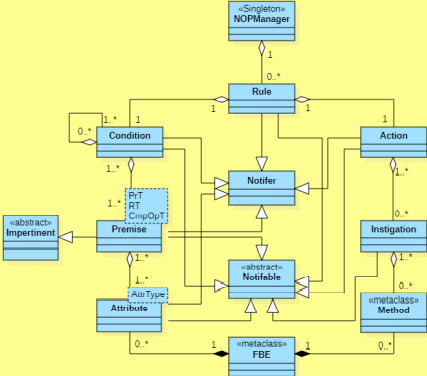 «Singleton»
NOPManager
1
0..*
Rule
1
1
1..*
1
1
0..*
Condition
Action
1..*
1..*
Notifer
PrT
RT
CmpOpT
1..*
0..*
«abstract»
Impertinent
Premise
Instigation
1..*
1..*
«abstract»
Notifiable
1..*
AttrType
0..*
Attribute
«metaclass»
Method
0..*
1
«metaclass»
FBE
1
0..*